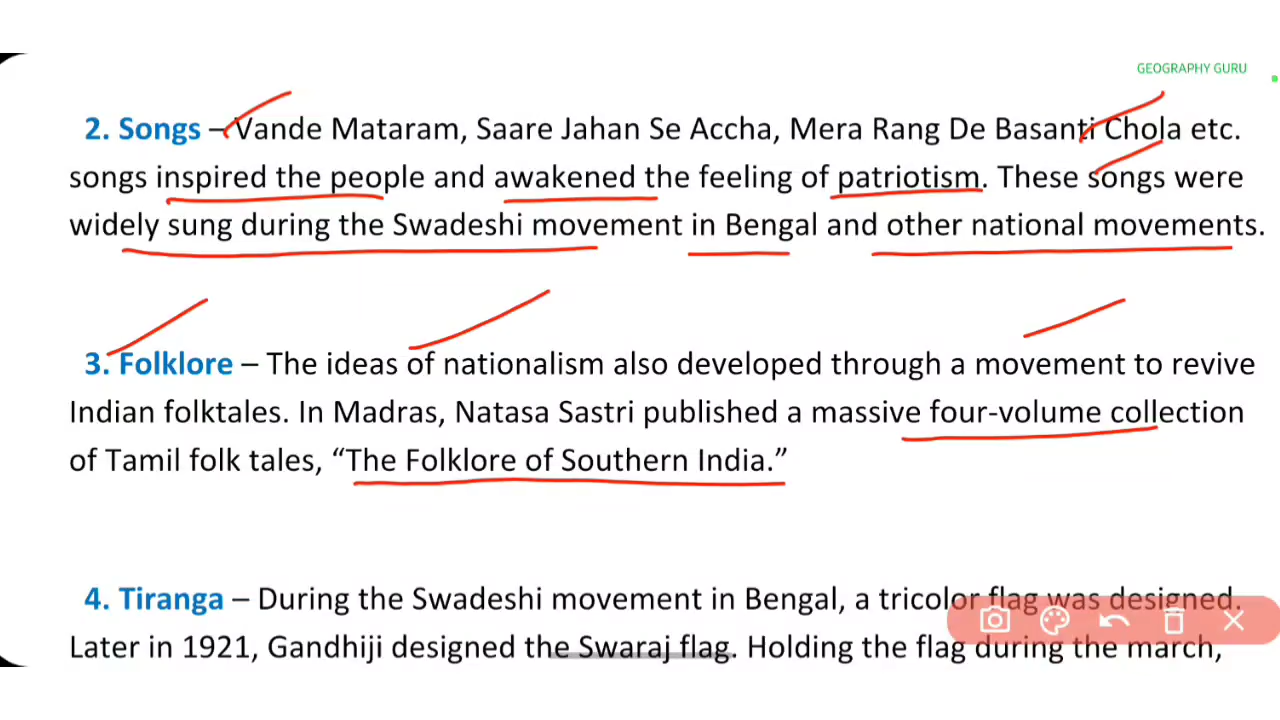 GEOGRAPHY GURU
2. Songs – Vande Mataram, Saare Jahan Se Accha, Mera Rang De Basanti Chola etc.
songs inspired the people and awakened the feeling of patriotism. These songs were
widely sung during the Swadeshi movement in Bengal and other national movements.
3. Folklore – The ideas of nationalism also developed through a movement to revive
Indian folktales. In Madras, Natasa Sastri published a massive four-volume collection
of Tamil folk tales, “The Folklore of Southern India.”
4. Tiranga – During the Swadeshi movement in Bengal, a tricolor flag was designed.
Later in 1921, Gandhiji designed the Swaraj flag. Holding the flag during the march,